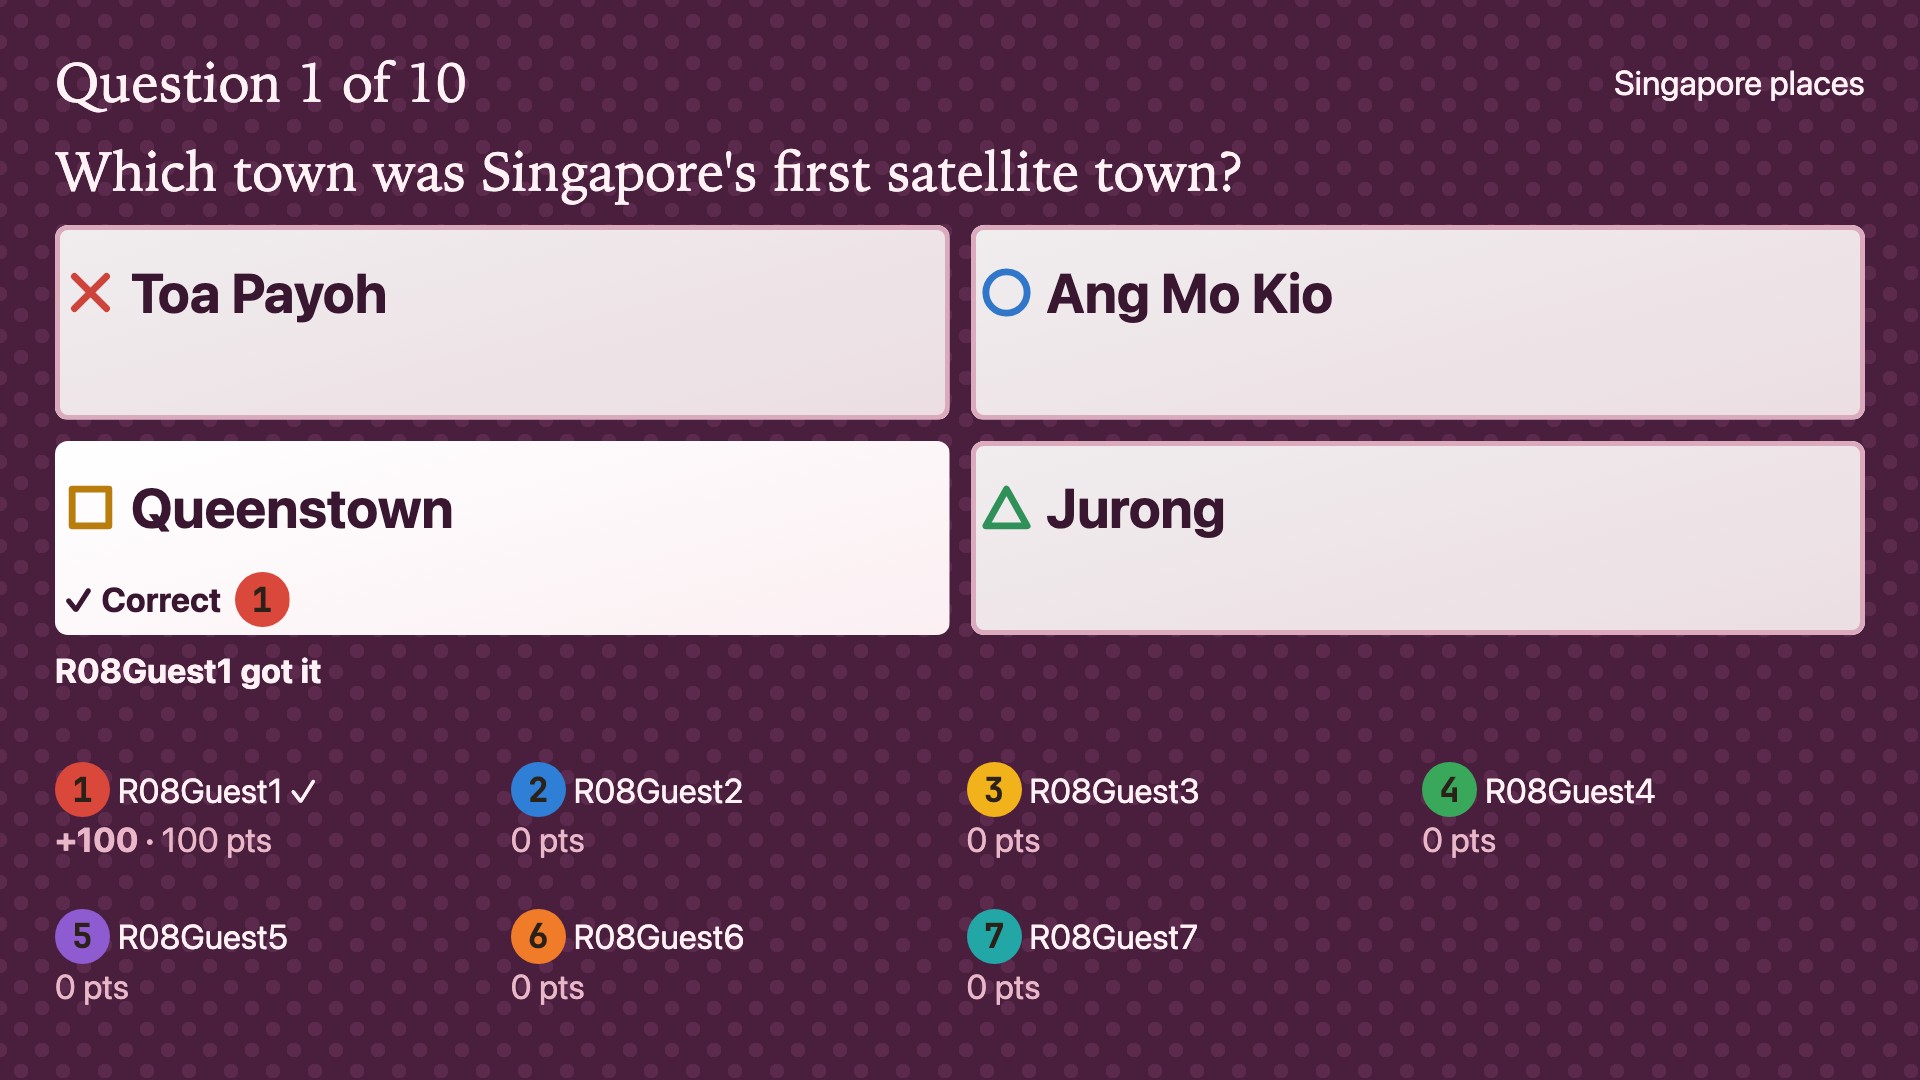 Question 1 of 10
Singapore places
Which town was Singapore's first satellite town?
Toa Payoh
Ang Mo Kio
Queenstown
✓ Correct 1
Jurong
R08Guest1 got it
1 R08Guest1 ✓
+100 · 100 pts
2 R08Guest2
0 pts
3 R08Guest3
0 pts
4 R08Guest4
0 pts
5 R08Guest5
0 pts
6 R08Guest6
0 pts
7 R08Guest7
0 pts